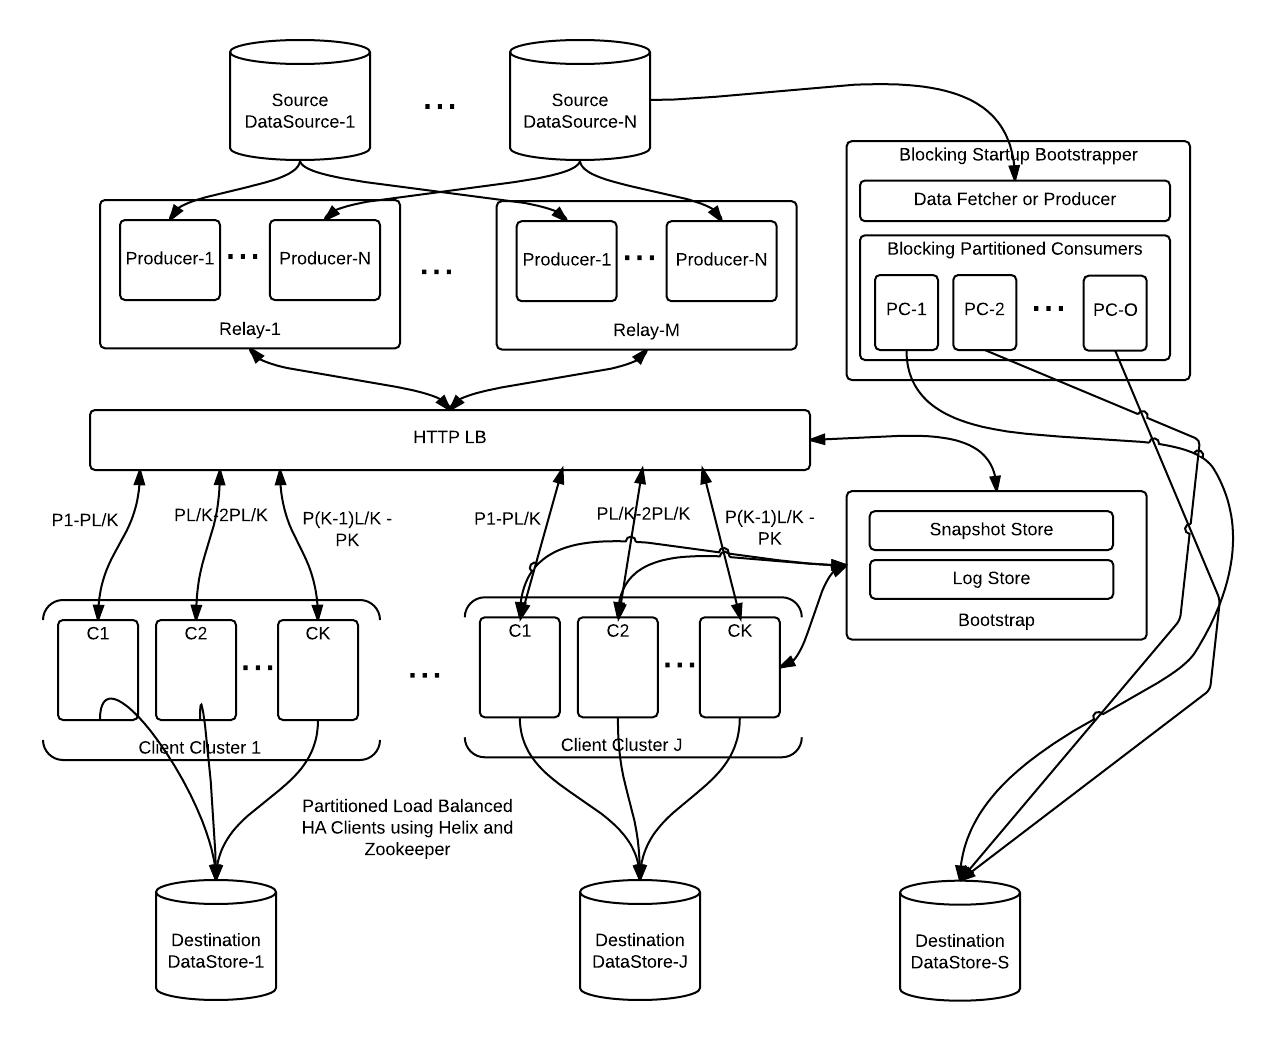 Source
DataSource-1
...
Source
DataSource-N
Blocking Startup Bootstrapper
Data Fetcher or Producer
Blocking Partitioned Consumers
PC-1
PC-2
...
PC-O
Producer-1
...
Producer-N
Relay-1
...
Producer-1
...
Producer-N
Relay-M
HTTP LB
P1-PL/K
PL/K-2PL/K
P(K-1)L/K -
PK
P1-PL/K
PL/K-2PL/K
P(K-1)L/K -
PK
Snapshot Store
Log Store
Bootstrap
C1
C2
...
CK
Client Cluster 1
...
C1
C2
...
CK
Client Cluster J
Partitioned Load Balanced
HA Clients using Helix and
Zookeeper
Destination
DataStore-1
Destination
DataStore-J
Destination
DataStore-S